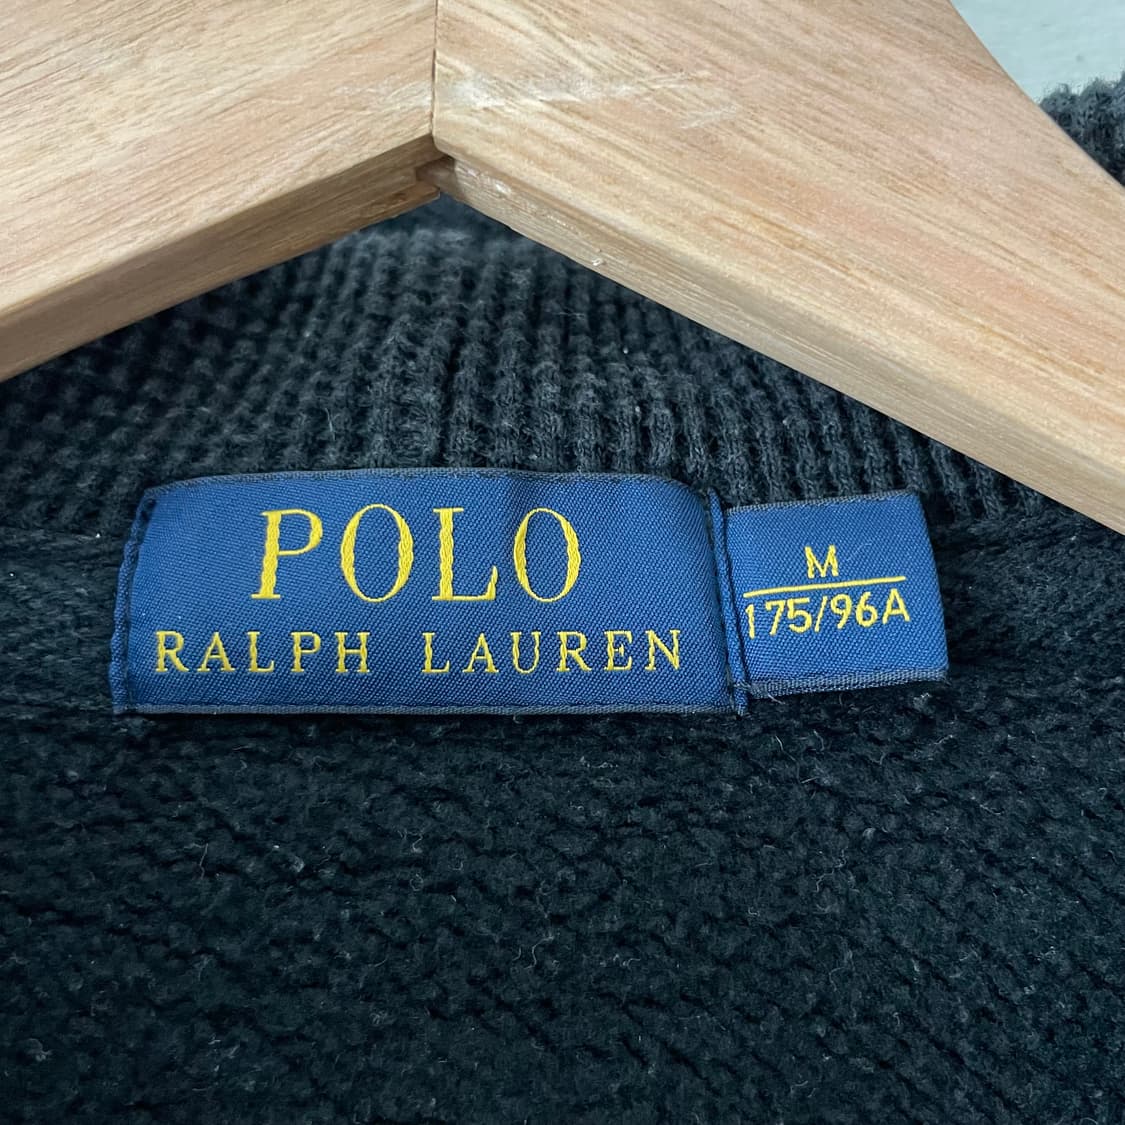 POLO
RALPH LAUREN
M
175/96A